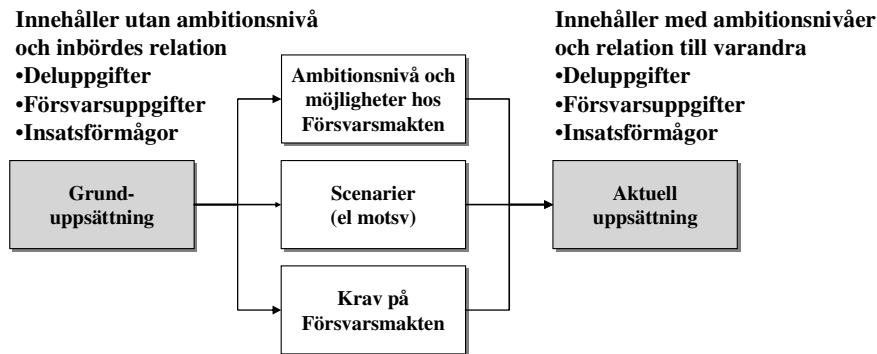 Innehåller utan ambitionsnivå
och inbördes relation
•Deluppgifter
•Försvarsuppgifter
•Insatsförmågor
Innehåller med ambitionsnivåer
och relation till varandra
•Deluppgifter
•Försvarsuppgifter
•Insatsförmågor
Grund-
uppsättning
Ambitionsnivå och
möjligheter hos
Försvarsmakten
Scenarier
(el motsv)
Krav på
Försvarsmakten
Aktuell
uppsättning